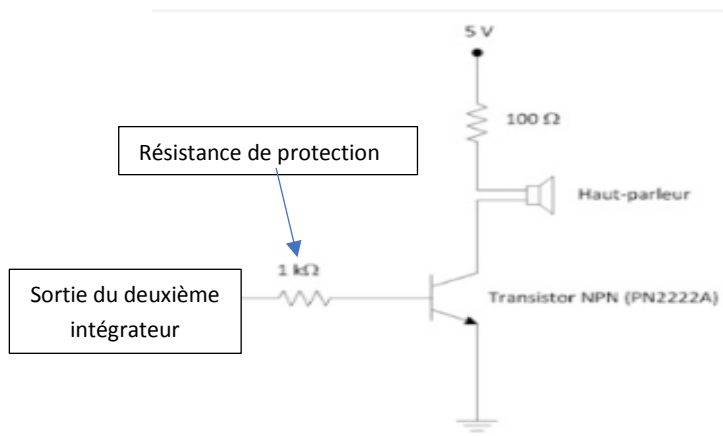 5 V
100 Ω
Résistance de protection
Haut-parleur
1 kΩ
Sortie du deuxième
intégrateur
Transistor NPN (PN2222A)